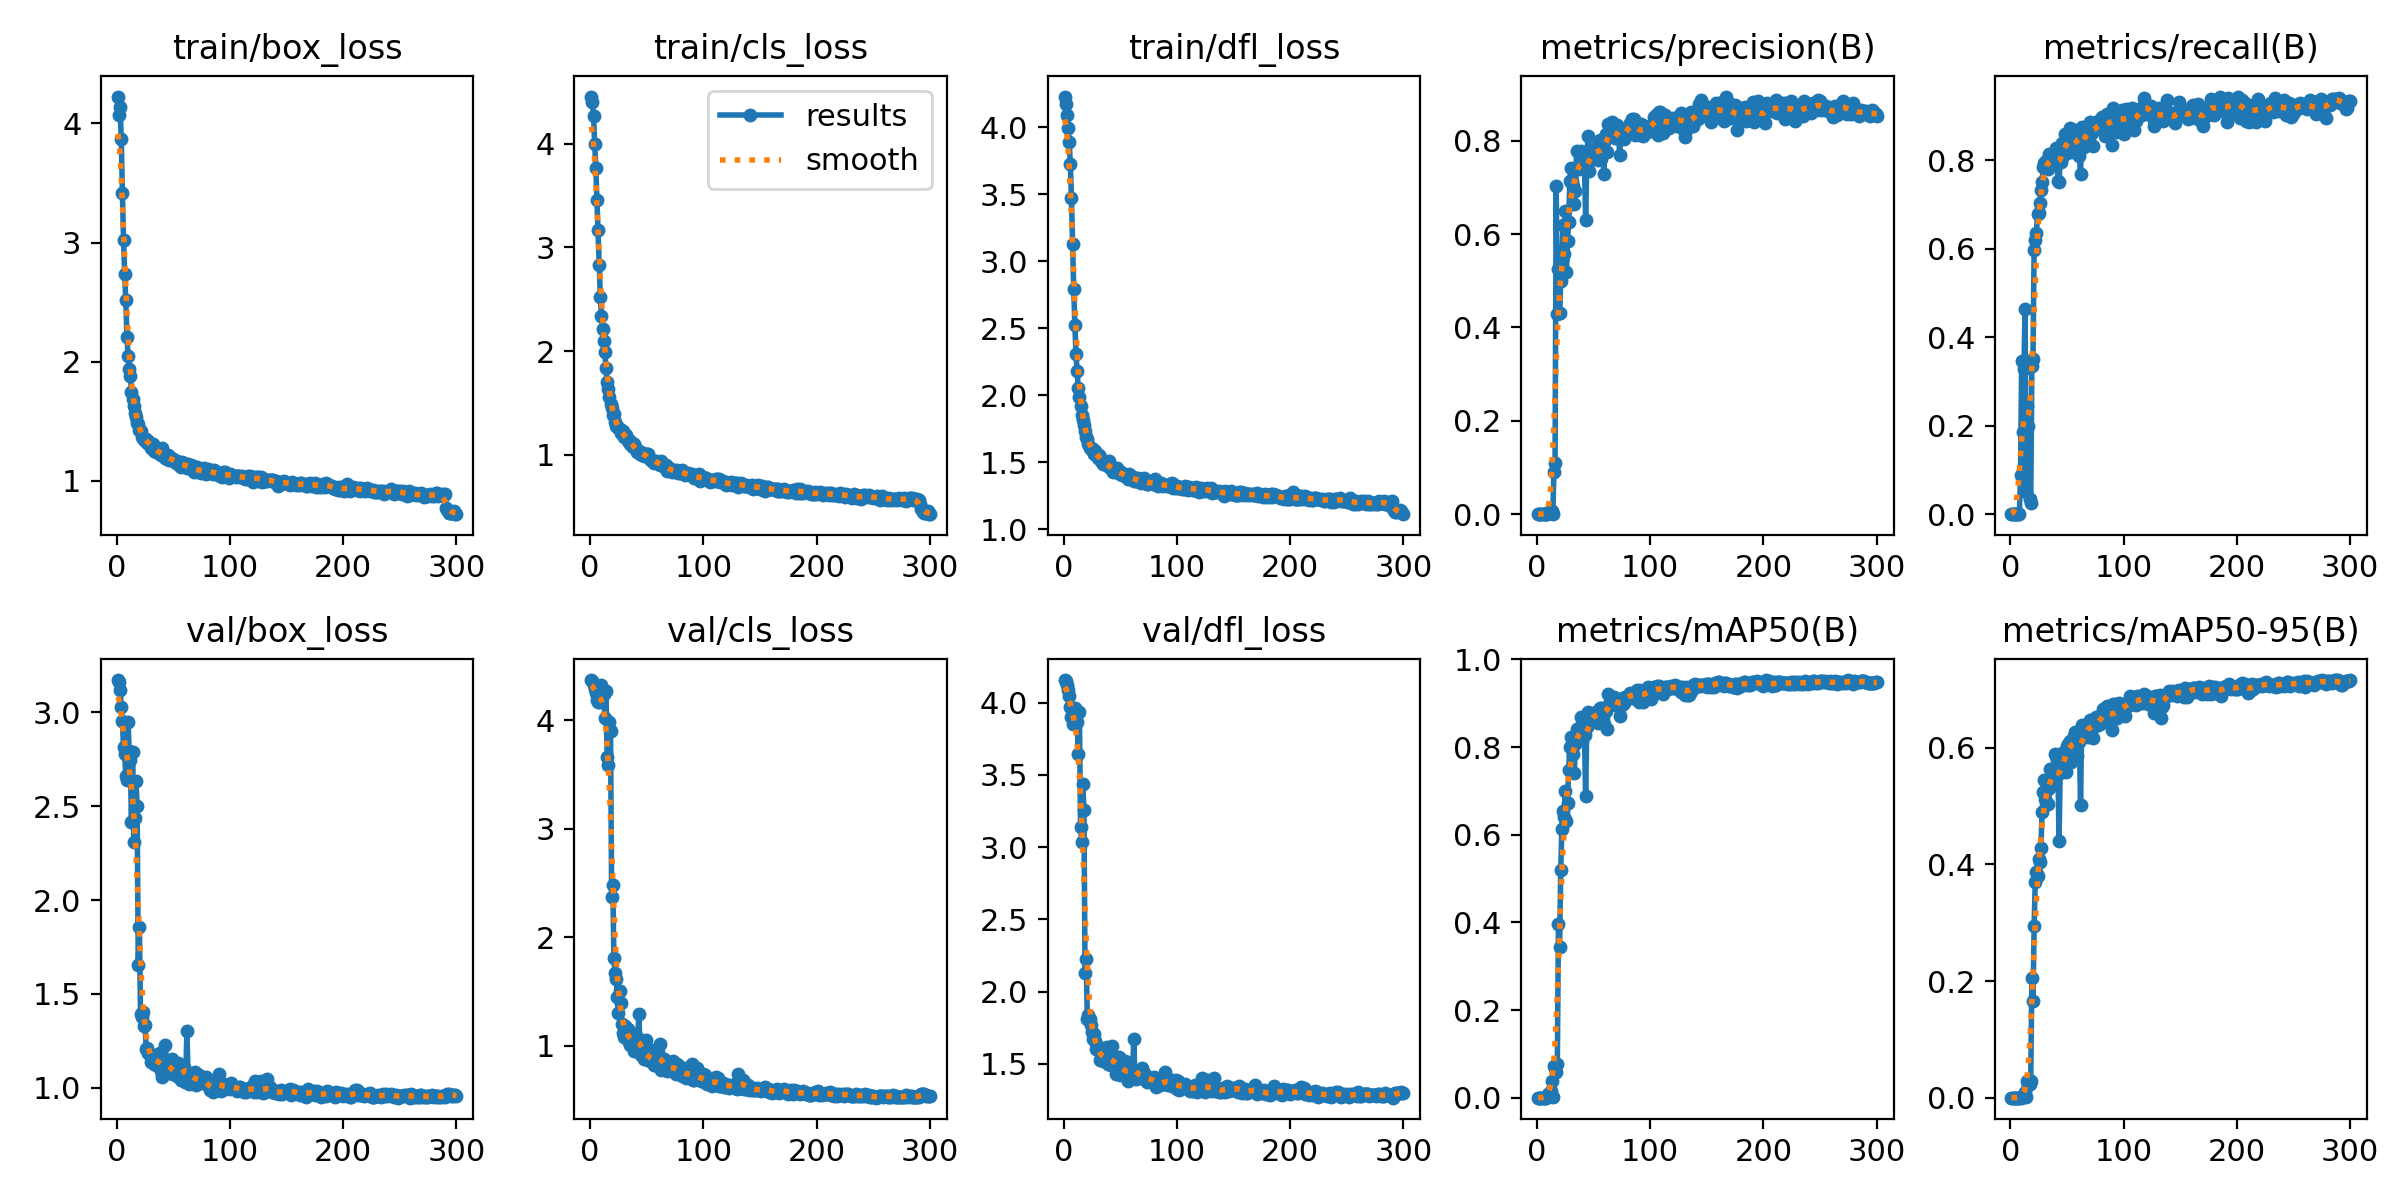 train/box_loss
train/cls_loss
train/dfl_loss
metrics/precision(B)
metrics/recall(B)
4
3
2
1
0 100 200 300
results
smooth
4
3
2
1
0 100 200 300
4.0
3.5
3.0
2.5
2.0
1.5
1.0
0 100 200 300
0.8
0.6
0.4
0.2
0.0
0 100 200 300
0.8
0.6
0.4
0.2
0.0
0 100 200 300
val/box_loss
val/cls_loss
val/dfl_loss
metrics/mAP50(B)
metrics/mAP50-95(B)
3.0
2.5
2.0
1.5
1.0
0 100 200 300
4
3
2
1
0 100 200 300
4.0
3.5
3.0
2.5
2.0
1.5
0 100 200 300
1.0
0.8
0.6
0.4
0.2
0.0
0 100 200 300
0.6
0.4
0.2
0.0
0 100 200 300